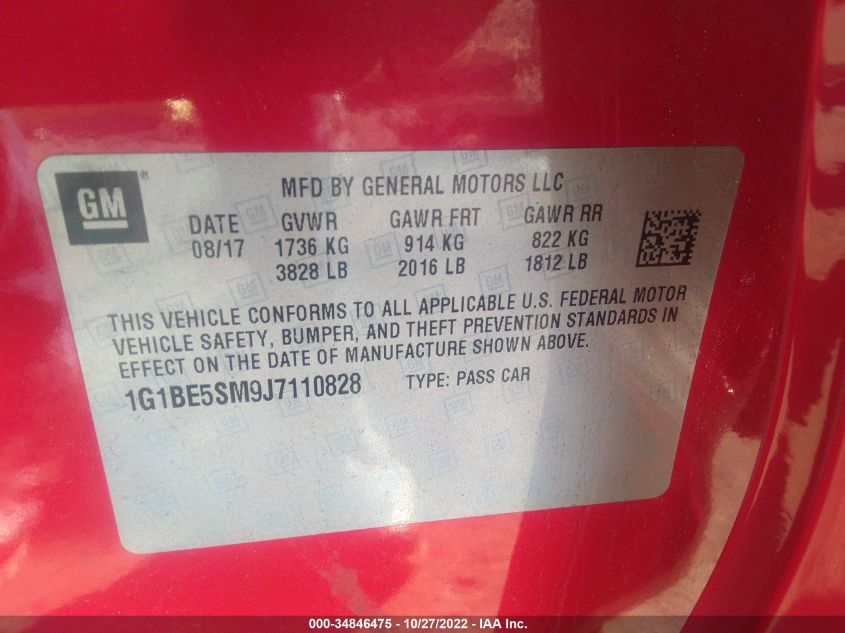 GM ® MFD BY GENERAL MOTORS LLC
DATE GVWR GAWR FRT GAWR RR
08/17 1736 KG 914 KG 822 KG
3828 LB 2016 LB 1812 LB
THIS VEHICLE CONFORMS TO ALL APPLICABLE U.S. FEDERAL MOTOR
VEHICLE SAFETY, BUMPER, AND THEFT PREVENTION STANDARDS IN
EFFECT ON THE DATE OF MANUFACTURE SHOWN ABOVE.
1G1BE5SM9J7110828 TYPE: PASS CAR
000-34846475 - 10/27/2022 - IAA Inc.